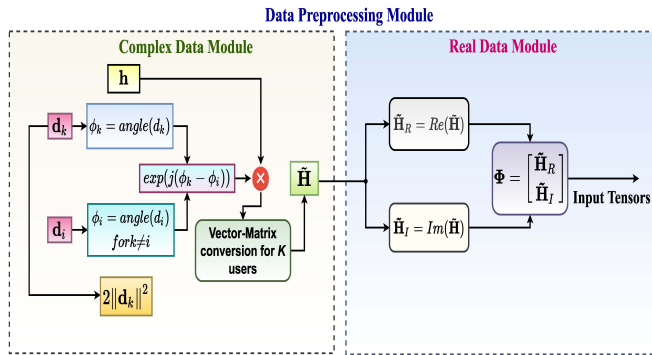 Data Preprocessing Module
Complex Data Module
Real Data Module
h
d_k
ϕ_k = angle(d_k)
exp(j(ϕ_k − ϕ_i))
×
d_i
ϕ_i = angle(d_i)
fork≠i
2‖d_k‖²
Vector-Matrix
conversion for K
users
H̃
H̃_R = Re(H̃)
H̃_I = Im(H̃)
Φ = [H̃_R
H̃_I]
Input Tensors